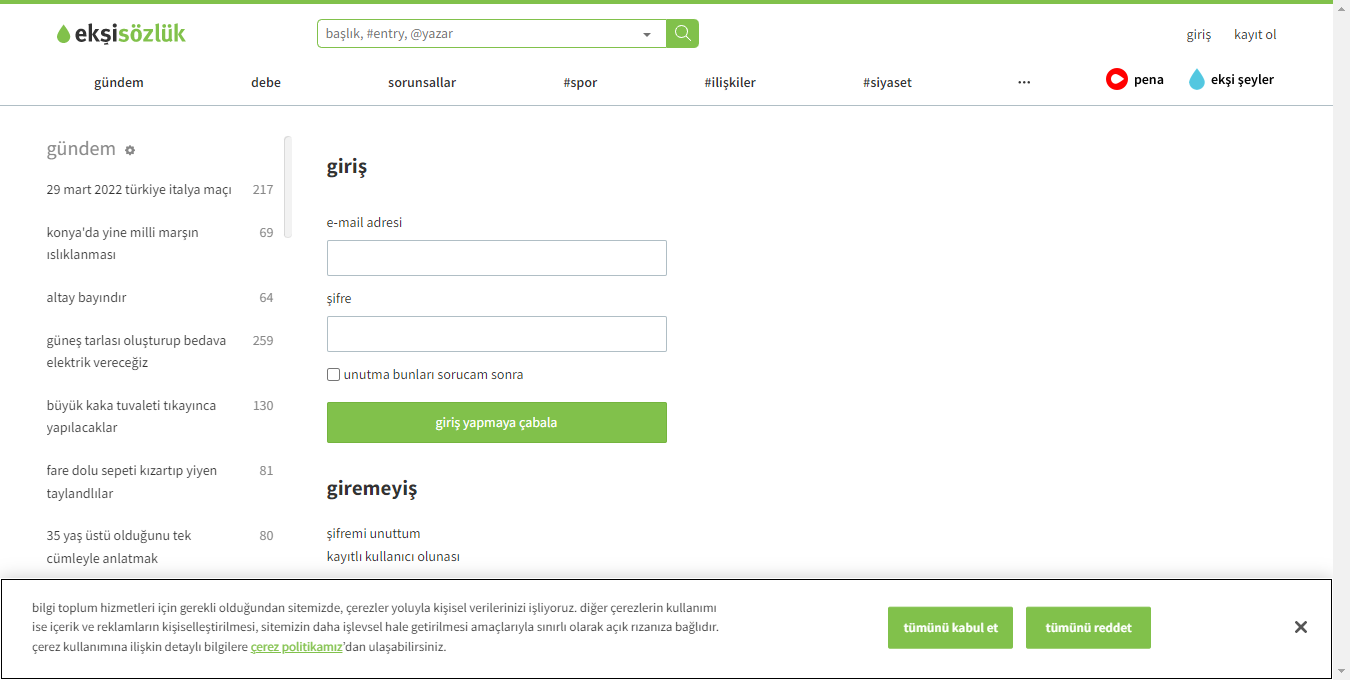 ekşisözlük
başlık, #entry, @yazar
giriş kayıt ol
gündem debe sorunsallar #spor #ilişkiler #siyaset ... pena ekşi şeyler
gündem
29 mart 2022 türkiye italya maçı 217
konya'da yine milli marşın 69
ıslıklanması
altay bayındır 64
güneş tarlası oluşturup bedava 259
elektrik vereceğiz
büyük kaka tuvaleti tıkayınca 130
yapılacaklar
fare dolu sepeti kızartıp yiyen 81
taylandlılar
35 yaş üstü olduğunu tek 80
cümleyle anlatmak
giriş
e-mail adresi
şifre
unutma bunları sorucam sonra
giriş yapmaya çabala
giremeyiş
şifremi unuttum
kayıtlı kullanıcı olunası
bilgi toplum hizmetleri için gerekli olduğundan sitemizde, çerezler yoluyla kişisel verilerinizi işliyoruz. diğer çerezlerin kullanımı
ise içerik ve reklamların kişiselleştirilmesi, sitemizin daha işlevsel hale getirilmesi amaçlarıyla sınırlı olarak açık rızanıza bağlıdır.
çerez kullanımına ilişkin detaylı bilgilere çerez politikamız'dan ulaşabilirsiniz.
tümünü kabul et
tümünü reddet